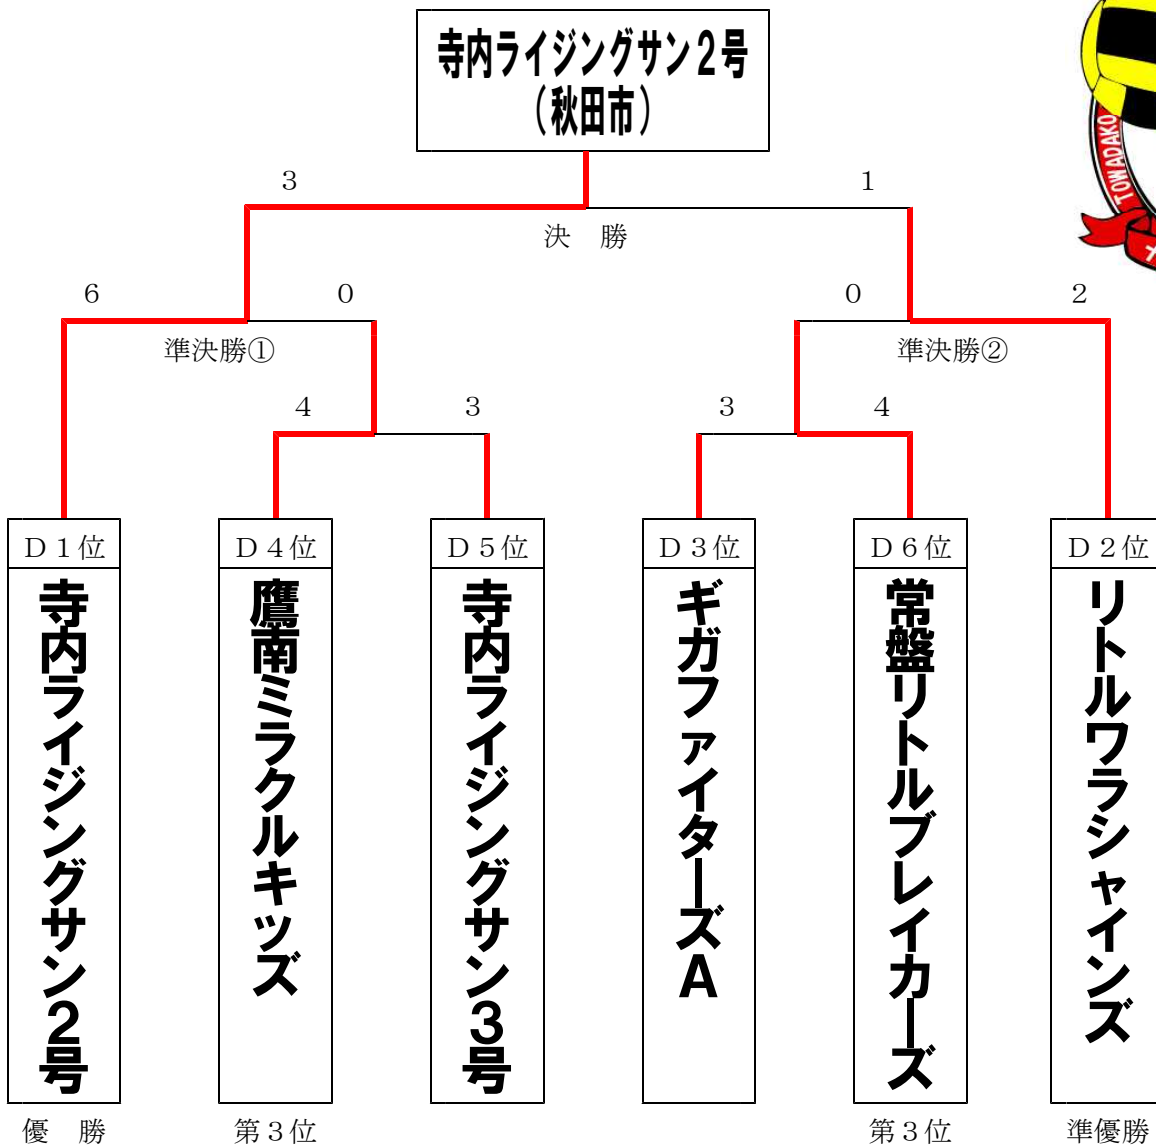 寺内ライジングサン２号
（秋田市）
TOWADAKO
３
１
決　勝
６
０
０
２
準決勝①
準決勝②
４
３
３
４
Ｄ１位
Ｄ４位
Ｄ５位
Ｄ３位
Ｄ６位
Ｄ２位
寺内ライジングサン２号
鷹南ミラクルキッズ
寺内ライジングサン３号
ギガファイターズＡ
常盤リトルブレイカーズ
リトルワラシャインズ
優　勝
第３位
第３位
準優勝